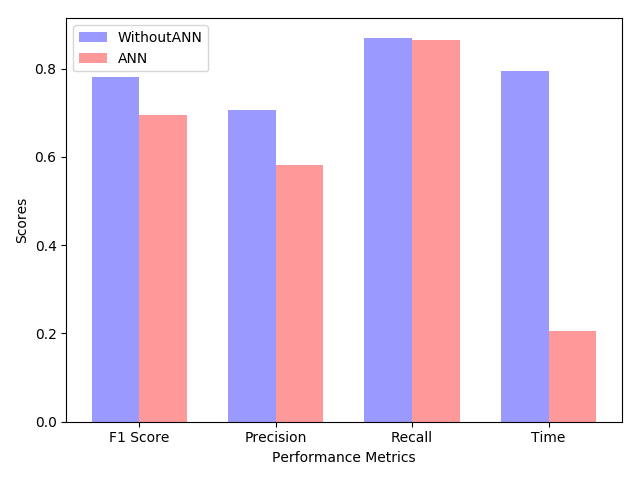 WithoutANN
ANN
Scores
0.8
0.6
0.4
0.2
0.0
F1 Score
Precision
Recall
Time
Performance Metrics